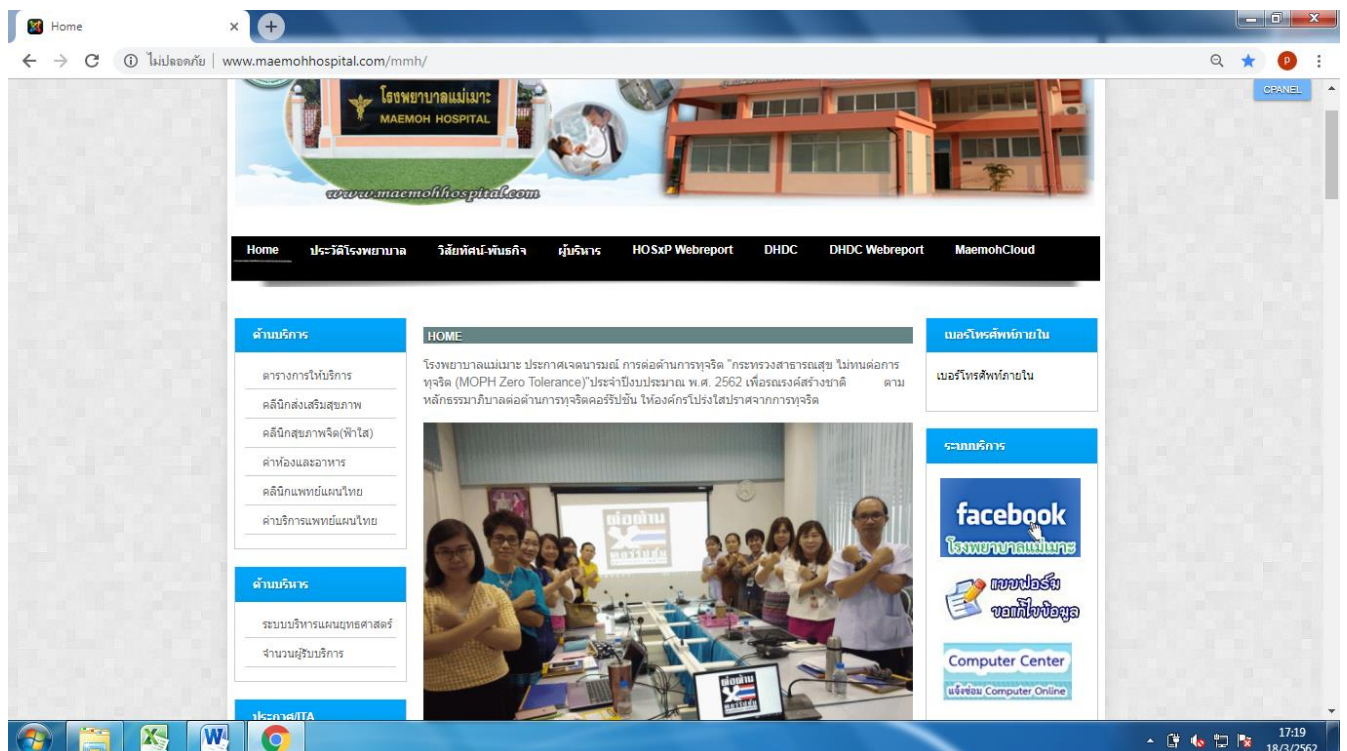 Home
ไม่ปลอดภัย | www.maemohhospital.com/mmh/
P
CPANEL
โรงพยาบาลแม่เมาะ
MAEMOH HOSPITAL
www.maemohhospital.com
Home ประวัติโรงพยาบาล วิสัยทัศน์-พันธกิจ ผู้บริหาร HOSxP Webreport DHDC DHDC Webreport MaemohCloud
ด้านบริการ
ตารางการให้บริการ
คลีนิกส่งเสริมสุขภาพ
คลีนิกสุขภาพจิต(ฟ้าใส)
ค่าห้องและอาหาร
คลีนิกแพทย์แผนไทย
ค่าบริการแพทย์แผนไทย
ด้านบริหาร
ระบบบริหารแผนยุทธศาสตร์
จำนวนผู้รับบริการ
ประกาศ/ITA
HOME
โรงพยาบาลแม่เมาะ ประกาศเจตนารมณ์ การต่อต้านการทุจริต "กระทรวงสาธารณสุข ไม่ทนต่อการ
ทุจริต (MOPH Zero Tolerance)"ประจำปีงบประมาณ พ.ศ. 2562 เพื่อรณรงค์สร้างชาติ ตาม
หลักธรรมาภิบาลต่อต้านการทุจริตคอร์รัปชั่น ให้องค์กรโปร่งใสปราศจากการทุจริต
ต่อต้าน
คอร์รัปชัน
ต่อต้าน
คอร์รัปชัน
เบอร์โทรศัพท์ภายใน
เบอร์โทรศัพท์ภายใน
ระบบบริการ
facebook
โรงพยาบาลแม่เมาะ
แบบฟอร์ม
ขอแก้ไขข้อมูล
Computer Center
แจ้งซ่อม Computer Online
17:19
18/3/2562